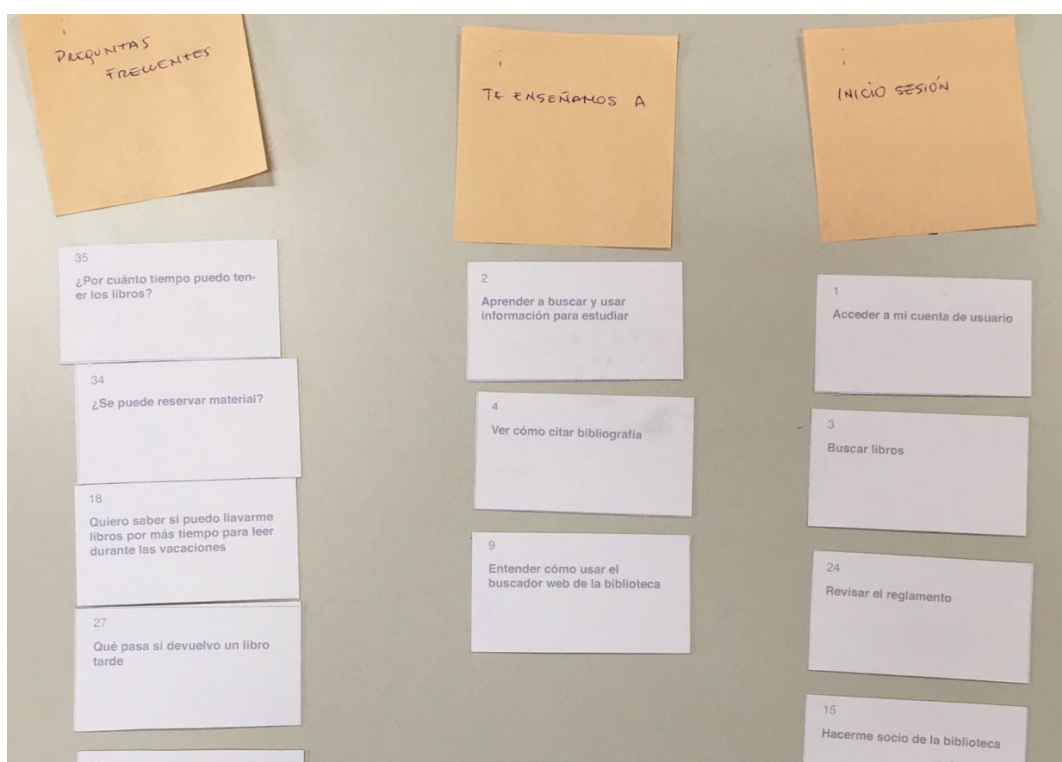 PREGUNTAS
FRECUENTES
35
¿Por cuánto tiempo puedo ten-
er los libros?
34
¿Se puede reservar material?
18
Quiero saber si puedo llavarme
libros por más tiempo para leer
durante las vacaciones
27
Qué pasa si devuelvo un libro
tarde
TE ENSEÑAMOS A
2
Aprender a buscar y usar
información para estudiar
4
Ver cómo citar bibliografía
9
Entender cómo usar el
buscador web de la biblioteca
INICIO SESIÓN
1
Acceder a mi cuenta de usuario
3
Buscar libros
24
Revisar el reglamento
15
Hacerme socio de la biblioteca